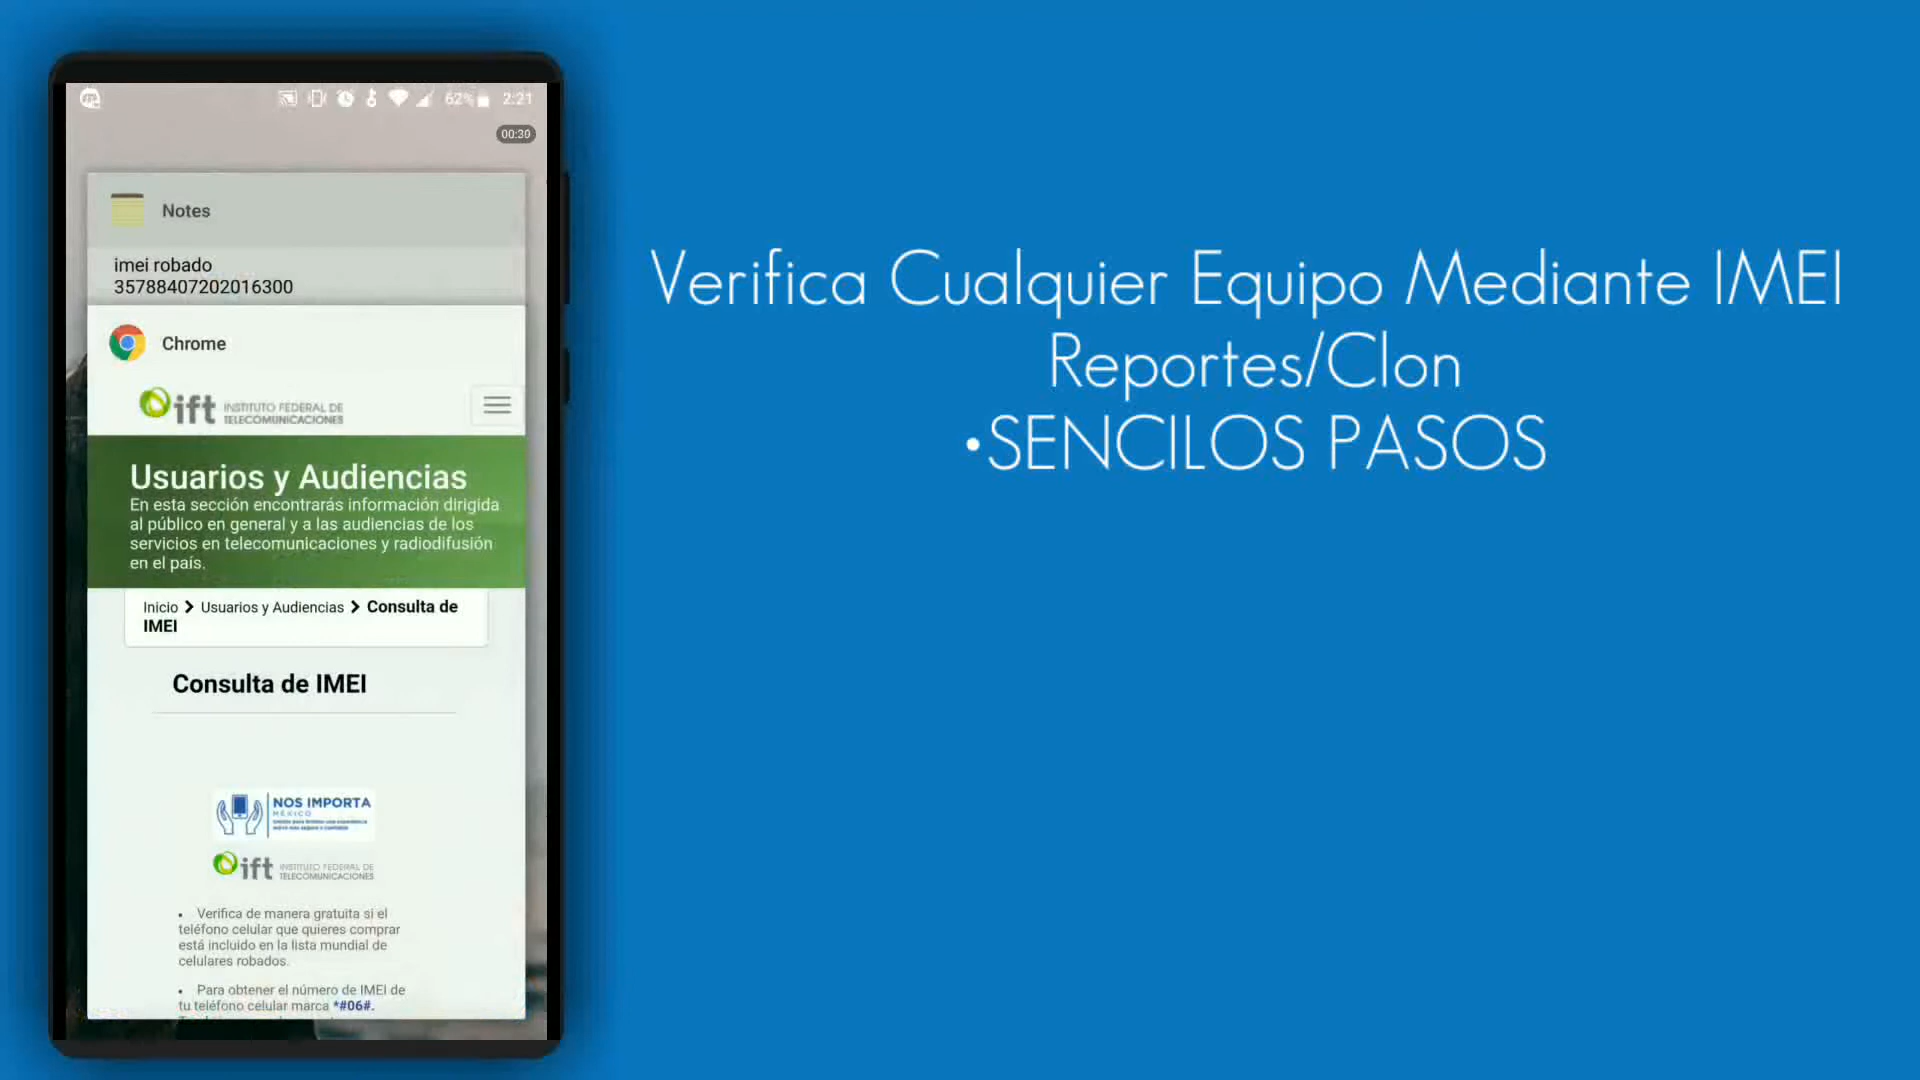 62% 2:21
00:30
Notes
imei robado
35788407202016300
Chrome
ift INSTITUTO FEDERAL DE
TELECOMUNICACIONES
Usuarios y Audiencias
En esta sección encontrarás información dirigida
al público en general y a las audiencias de los
servicios en telecomunicaciones y radiodifusión
en el país.
Inicio > Usuarios y Audiencias > Consulta de
IMEI
Consulta de IMEI
NOS IMPORTA
MÉXICO
ift INSTITUTO FEDERAL DE
TELECOMUNICACIONES
• Verifica de manera gratuita si el
teléfono celular que quieres comprar
está incluido en la lista mundial de
celulares robados.
• Para obtener el número de IMEI de
tu teléfono celular marca *#06#.
Verifica Cualquier Equipo Mediante IMEI
Reportes/Clon
•SENCILOS PASOS